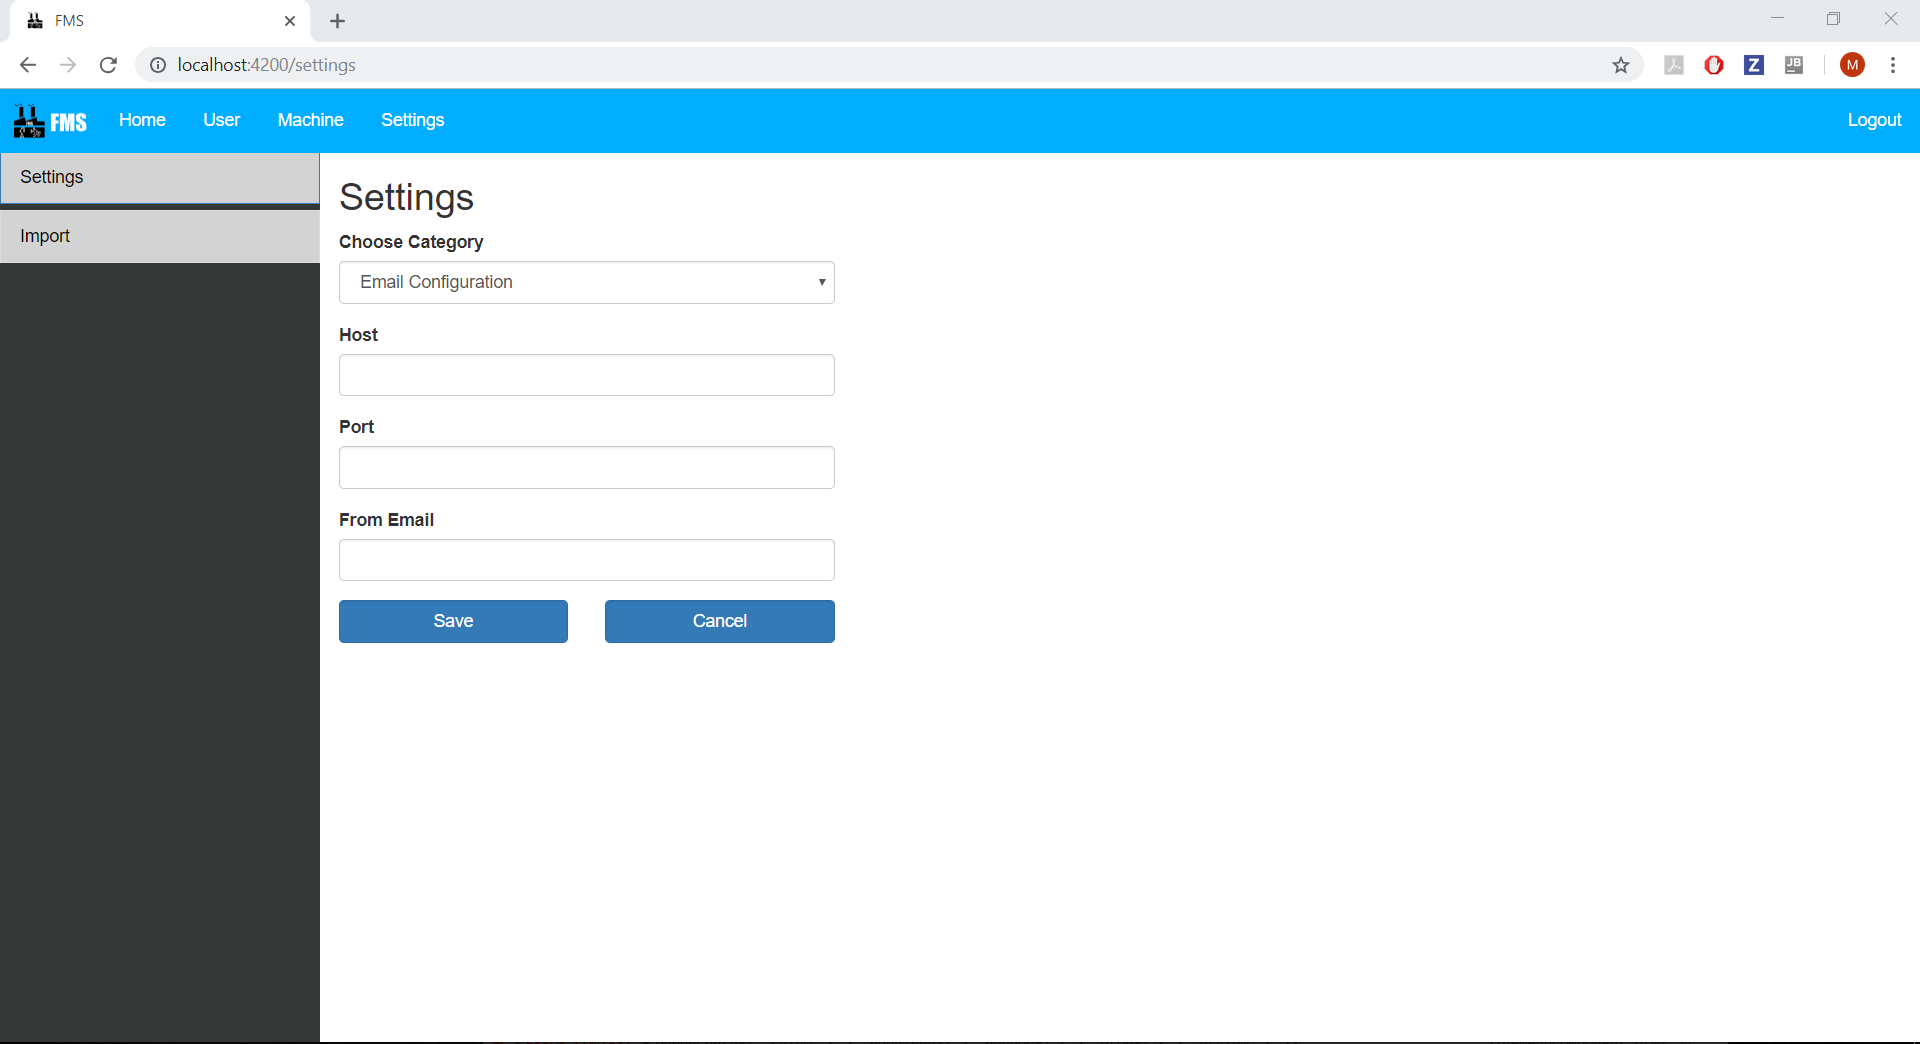 FMS
localhost:4200/settings
Z
JB
M
FMS Home User Machine Settings Logout
Settings
Import
Settings
Choose Category
Email Configuration
Host
Port
From Email
Save Cancel